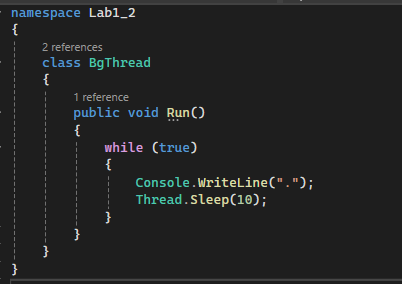 namespace Lab1_2
{
2 references
class BgThread
{
1 reference
public void Run()
{
while (true)
{
Console.WriteLine(".");
Thread.Sleep(10);
}
}
}
}